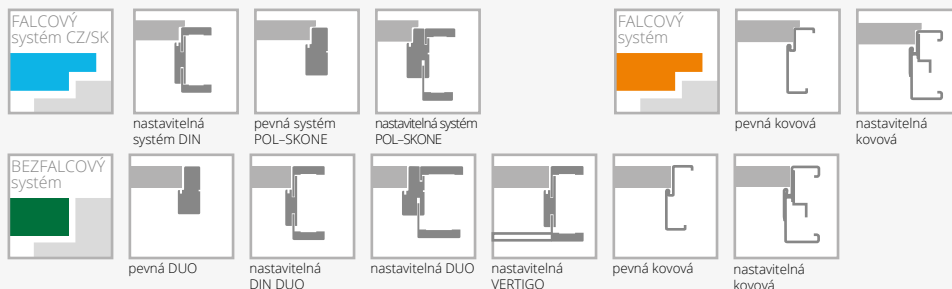 FALCOVÝ
systém CZ/SK
nastavitelná
systém DIN
pevná systém
POL–SKONE
nastavitelná systém
POL–SKONE
FALCOVÝ
systém
pevná kovová
nastavitelná
kovová
BEZFALCOVÝ
systém
pevná DUO
nastavitelná
DIN DUO
nastavitelná DUO
nastavitelná
VERTIGO
pevná kovová
nastavitelná
kovová